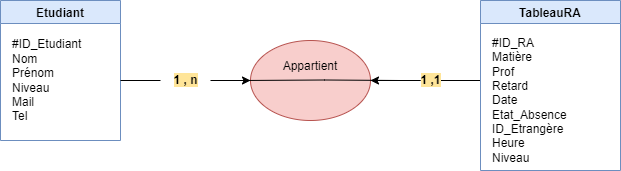 Etudiant
#ID_Etudiant
Nom
Prénom
Niveau
Mail
Tel
1 , n
Appartient
1 ,1
TableauRA
#ID_RA
Matière
Prof
Retard
Date
Etat_Absence
ID_Etrangère
Heure
Niveau